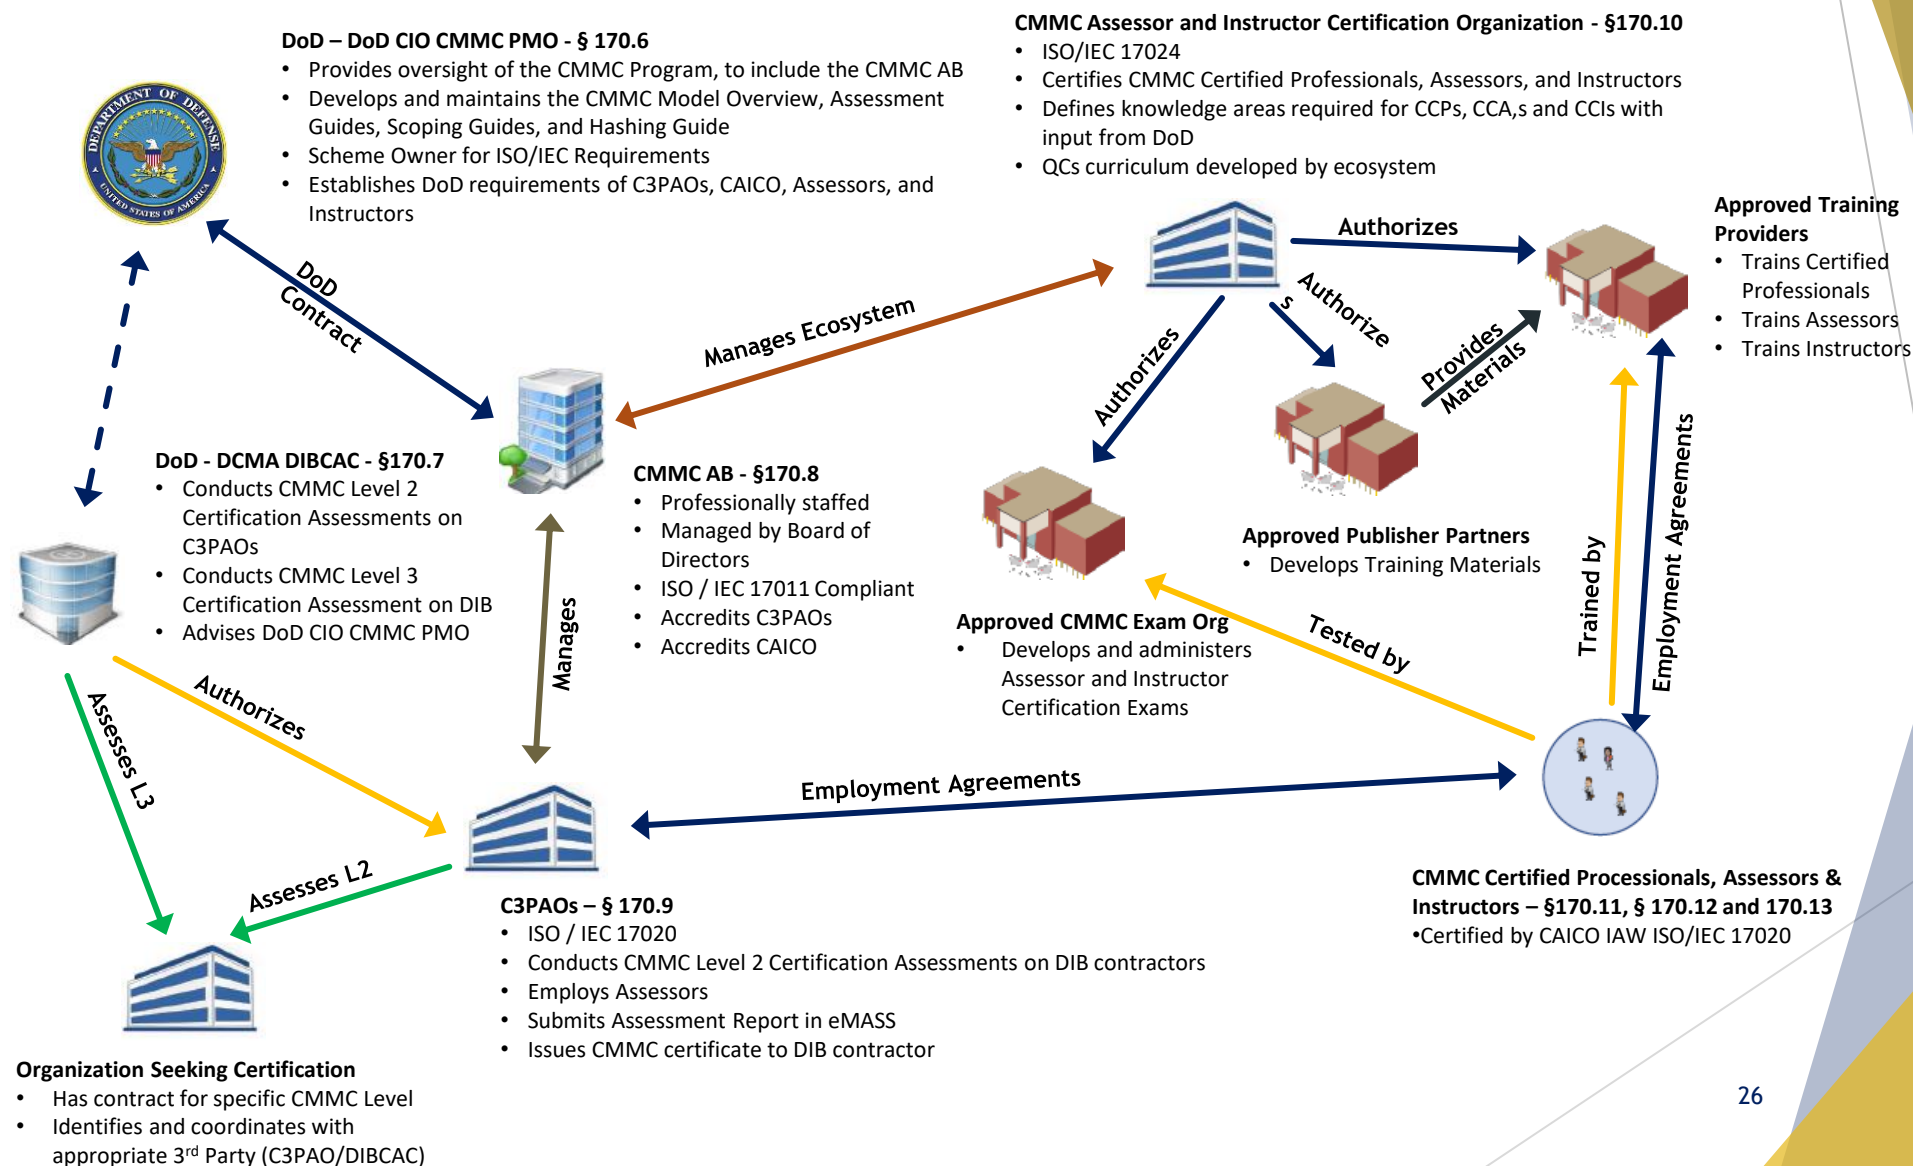 DoD – DoD CIO CMMC PMO - § 170.6
• Provides oversight of the CMMC Program, to include the CMMC AB
• Develops and maintains the CMMC Model Overview, Assessment
Guides, Scoping Guides, and Hashing Guide
• Scheme Owner for ISO/IEC Requirements
• Establishes DoD requirements of C3PAOs, CAICO, Assessors, and
Instructors
CMMC Assessor and Instructor Certification Organization - §170.10
• ISO/IEC 17024
• Certifies CMMC Certified Professionals, Assessors, and Instructors
• Defines knowledge areas required for CCPs, CCA,s and CCIs with
input from DoD
• QCs curriculum developed by ecosystem
DEPARTMENT OF DEFENSE
UNITED STATES OF AMERICA
Approved Training
Providers
• Trains Certified
Professionals
• Trains Assessors
• Trains Instructors
Authorizes
Authorize
s
Authorizes
Provides
Materials
DoD
Contract
Manages Ecosystem
DoD - DCMA DIBCAC - §170.7
• Conducts CMMC Level 2
Certification Assessments on
C3PAOs
• Conducts CMMC Level 3
Certification Assessment on DIB
• Advises DoD CIO CMMC PMO
CMMC AB - §170.8
• Professionally staffed
• Managed by Board of
Directors
• ISO / IEC 17011 Compliant
• Accredits C3PAOs
• Accredits CAICO
Approved Publisher Partners
• Develops Training Materials
Approved CMMC Exam Org
• Develops and administers
Assessor and Instructor
Certification Exams
Tested by
Trained by
Employment Agreements
Manages
Authorizes
Assesses L3
Assesses L2
Employment Agreements
C3PAOs – § 170.9
• ISO / IEC 17020
• Conducts CMMC Level 2 Certification Assessments on DIB contractors
• Employs Assessors
• Submits Assessment Report in eMASS
• Issues CMMC certificate to DIB contractor
CMMC Certified Processionals, Assessors &
Instructors – §170.11, § 170.12 and 170.13
•Certified by CAICO IAW ISO/IEC 17020
Organization Seeking Certification
• Has contract for specific CMMC Level
• Identifies and coordinates with
appropriate 3rd Party (C3PAO/DIBCAC)
26